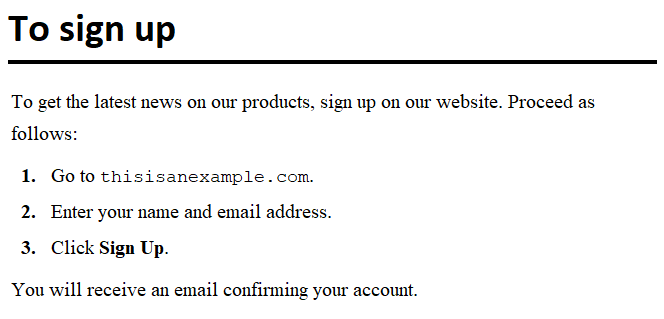 To sign up
To get the latest news on our products, sign up on our website. Proceed as
follows:
1. Go to thisisanexample.com.
2. Enter your name and email address.
3. Click Sign Up.
You will receive an email confirming your account.